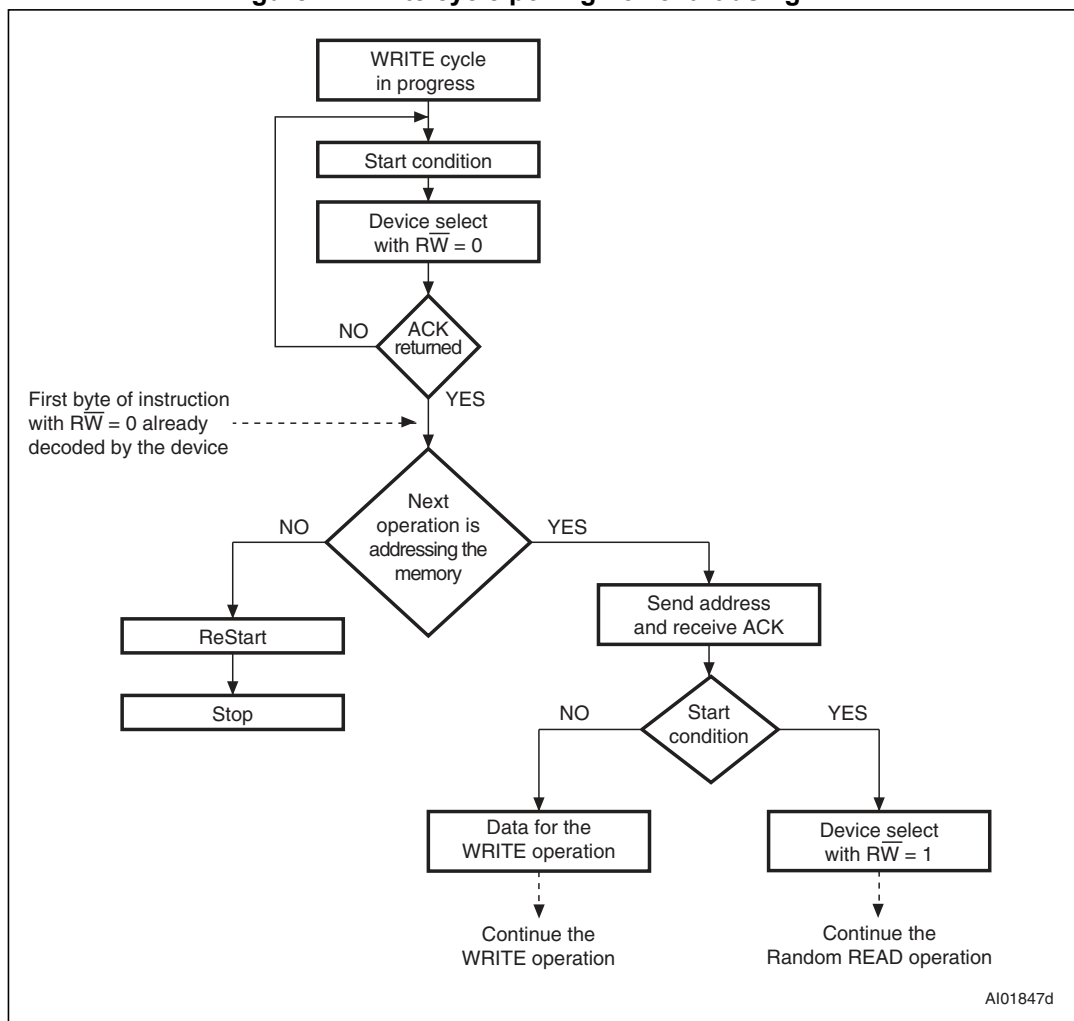 WRITE cycle
in progress
Start condition
Device select
with RW̅ = 0
NO
ACK
returned
YES
First byte of instruction
with RW̅ = 0 already
decoded by the device
Next
operation is
addressing the
memory
NO
YES
Send address
and receive ACK
ReStart
Stop
Start
condition
NO
YES
Data for the
WRITE operation
Device select
with RW̅ = 1
Continue the
WRITE operation
Continue the
Random READ operation
AI01847d